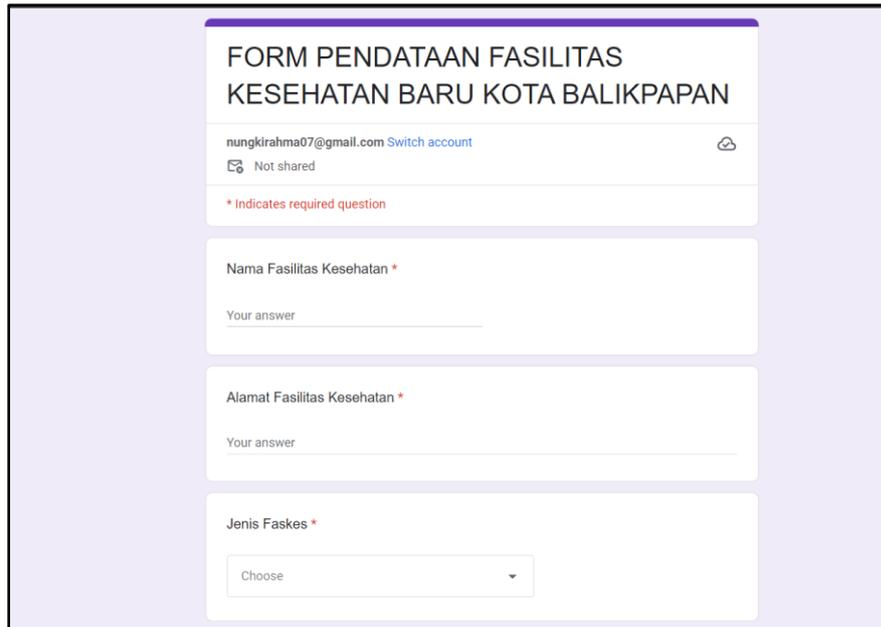 FORM PENDATAAN FASILITAS
KESEHATAN BARU KOTA BALIKPAPAN
nungkirahma07@gmail.com Switch account
Not shared
* Indicates required question
Nama Fasilitas Kesehatan *
Your answer
Alamat Fasilitas Kesehatan *
Your answer
Jenis Faskes *
Choose